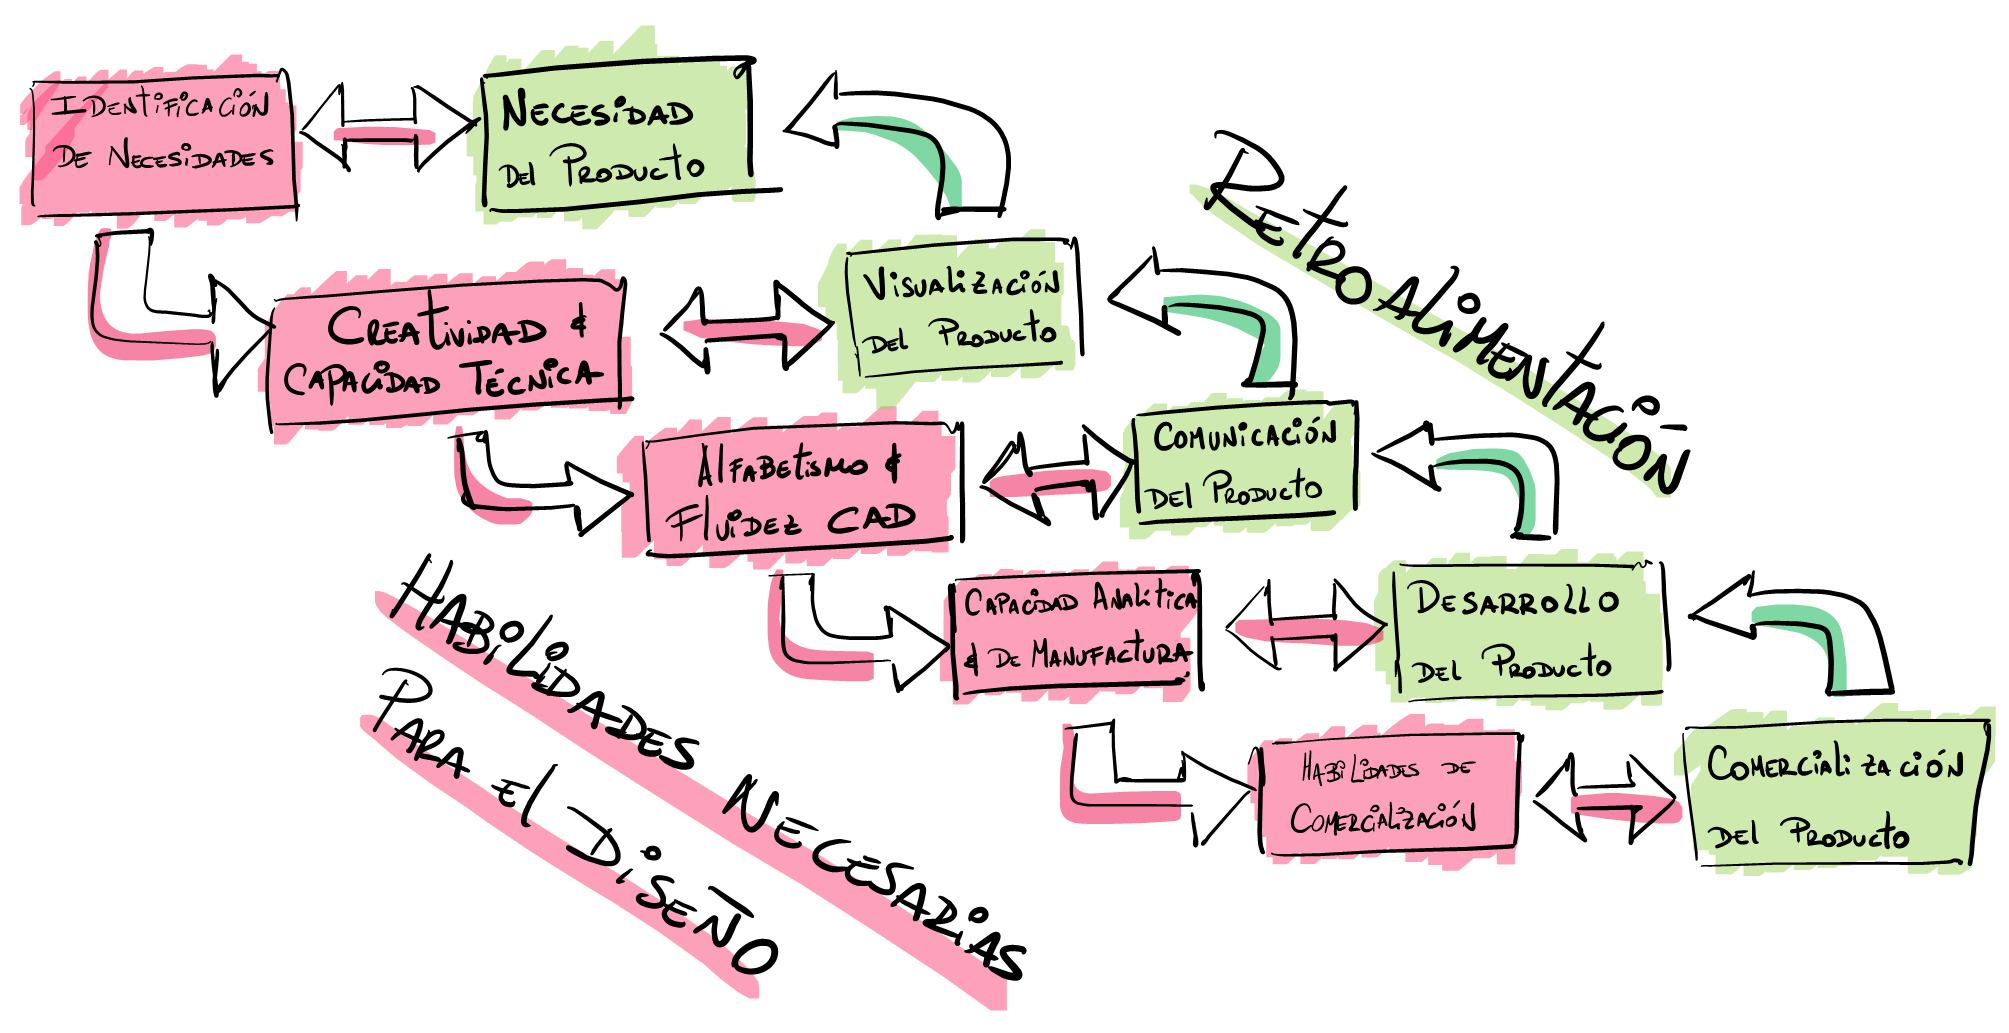 Identificación
de Necesidades
Necesidad
del Producto
Retroalimentación
Creatividad &
Capacidad Técnica
Visualización
del Producto
Alfabetismo &
Fluidez CAD
Comunicación
del Producto
Capacidad Analítica
& de Manufactura
Desarrollo
del Producto
Habilidades de
Comercialización
Comercialización
del Producto
Habilidades Necesarias
Para el Diseño